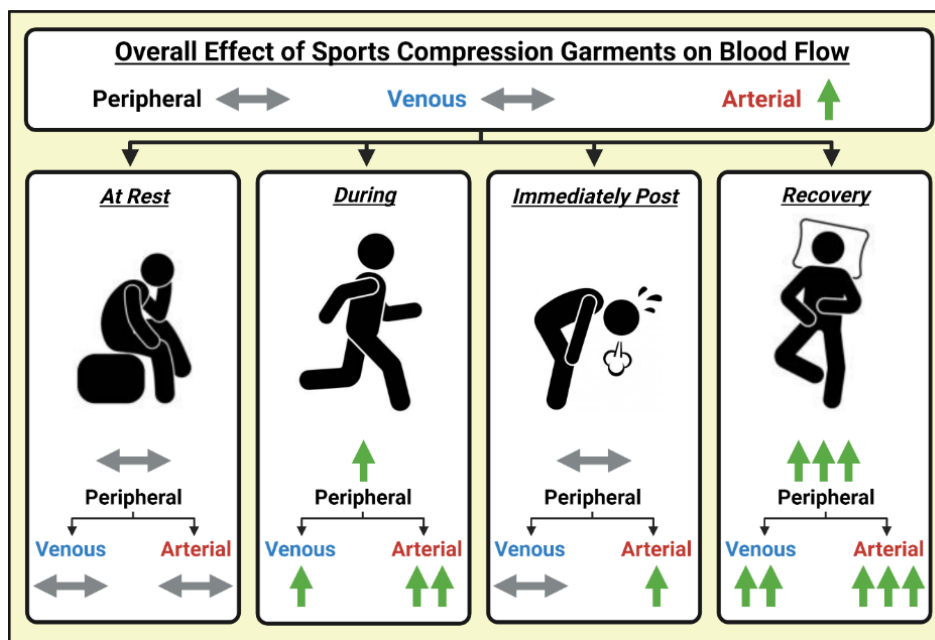 Overall Effect of Sports Compression Garments on Blood Flow
Peripheral Venous Arterial
At Rest During Immediately Post Recovery
Peripheral Peripheral Peripheral Peripheral
Venous Arterial Venous Arterial Venous Arterial Venous Arterial